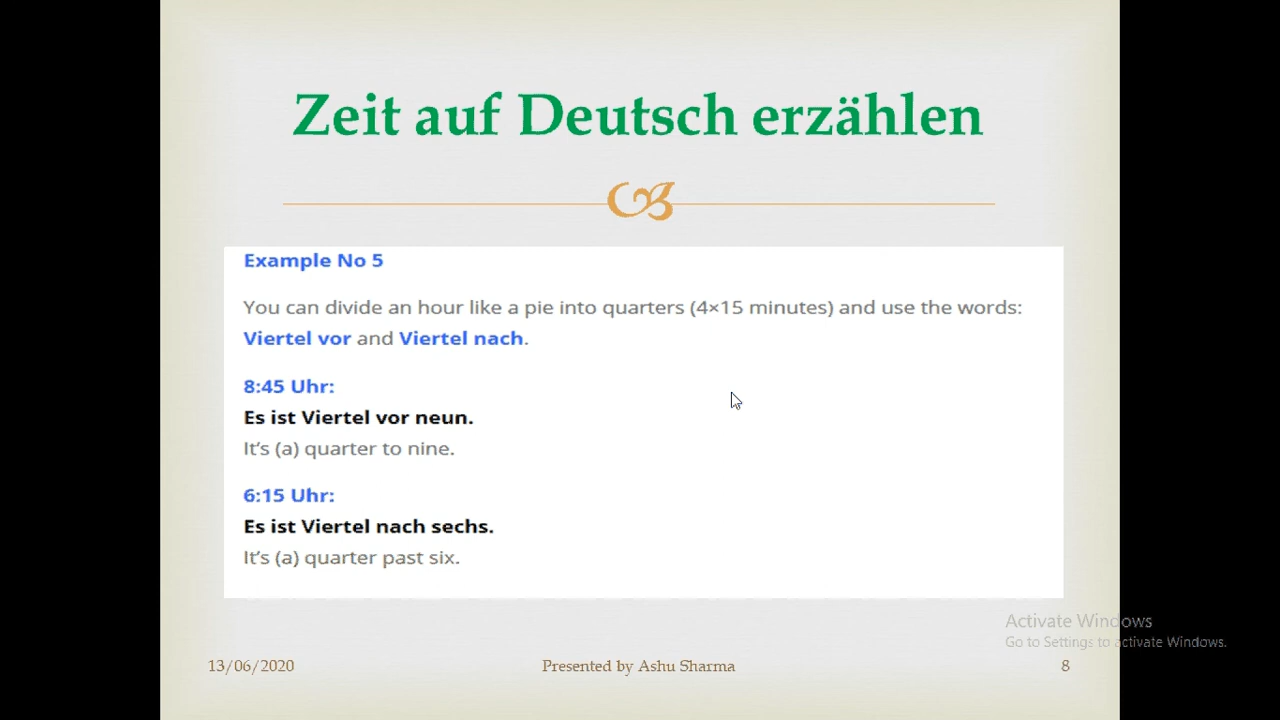 Zeit auf Deutsch erzählen
Example No 5
You can divide an hour like a pie into quarters (4×15 minutes) and use the words:
Viertel vor and Viertel nach.
8:45 Uhr:
Es ist Viertel vor neun.
It's (a) quarter to nine.
6:15 Uhr:
Es ist Viertel nach sechs.
It's (a) quarter past six.
Activate Windows
Go to Settings to activate Windows.
13/06/2020
Presented by Ashu Sharma
8